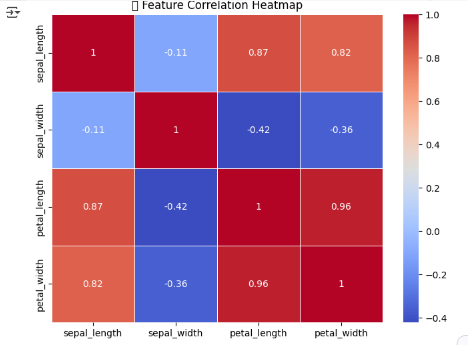 Feature Correlation Heatmap
sepal_length
1
-0.11
0.87
0.82
sepal_width
-0.11
1
-0.42
-0.36
petal_length
0.87
-0.42
1
0.96
petal_width
0.82
-0.36
0.96
1
sepal_length
sepal_width
petal_length
petal_width
1.0
0.8
0.6
0.4
0.2
0.0
−0.2
−0.4